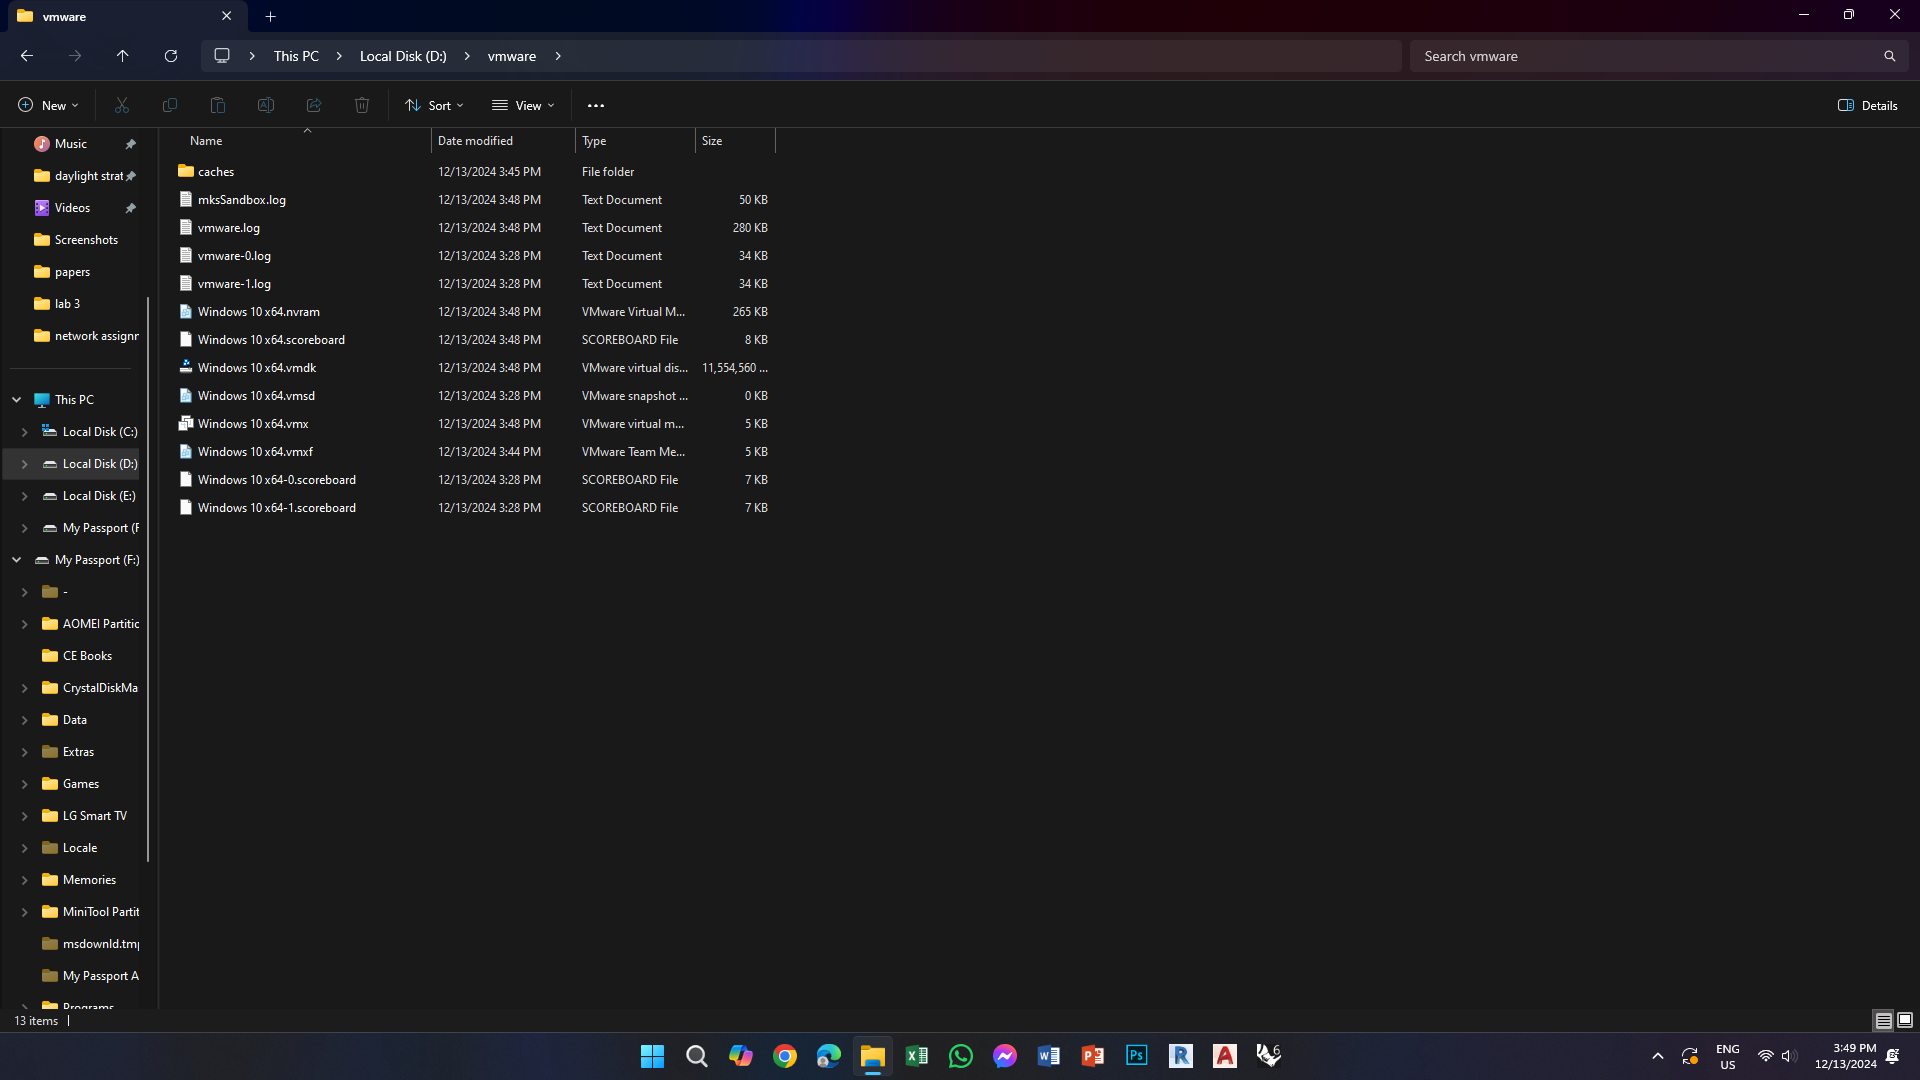 vmware
This PC
Local Disk (D:)
vmware
Search vmware
New
Sort
View
Details
Name
Date modified
Type
Size
Music
daylight strat
Videos
Screenshots
papers
lab 3
network assignm
This PC
Local Disk (C:)
Local Disk (D:)
Local Disk (E:)
My Passport (F
My Passport (F:)
-
AOMEI Partitic
CE Books
CrystalDiskMa
Data
Extras
Games
LG Smart TV
Locale
Memories
MiniTool Partit
msdownld.tmp
My Passport A
Programs
caches 12/13/2024 3:45 PM File folder
mksSandbox.log 12/13/2024 3:48 PM Text Document 50 KB
vmware.log 12/13/2024 3:48 PM Text Document 280 KB
vmware-0.log 12/13/2024 3:28 PM Text Document 34 KB
vmware-1.log 12/13/2024 3:28 PM Text Document 34 KB
Windows 10 x64.nvram 12/13/2024 3:48 PM VMware Virtual M... 265 KB
Windows 10 x64.scoreboard 12/13/2024 3:48 PM SCOREBOARD File 8 KB
Windows 10 x64.vmdk 12/13/2024 3:48 PM VMware virtual dis... 11,554,560 ...
Windows 10 x64.vmsd 12/13/2024 3:28 PM VMware snapshot ... 0 KB
Windows 10 x64.vmx 12/13/2024 3:48 PM VMware virtual m... 5 KB
Windows 10 x64.vmxf 12/13/2024 3:44 PM VMware Team Me... 5 KB
Windows 10 x64-0.scoreboard 12/13/2024 3:28 PM SCOREBOARD File 7 KB
Windows 10 x64-1.scoreboard 12/13/2024 3:28 PM SCOREBOARD File 7 KB
13 items
Ps
R
A
6
ENG
US
3:49 PM
12/13/2024